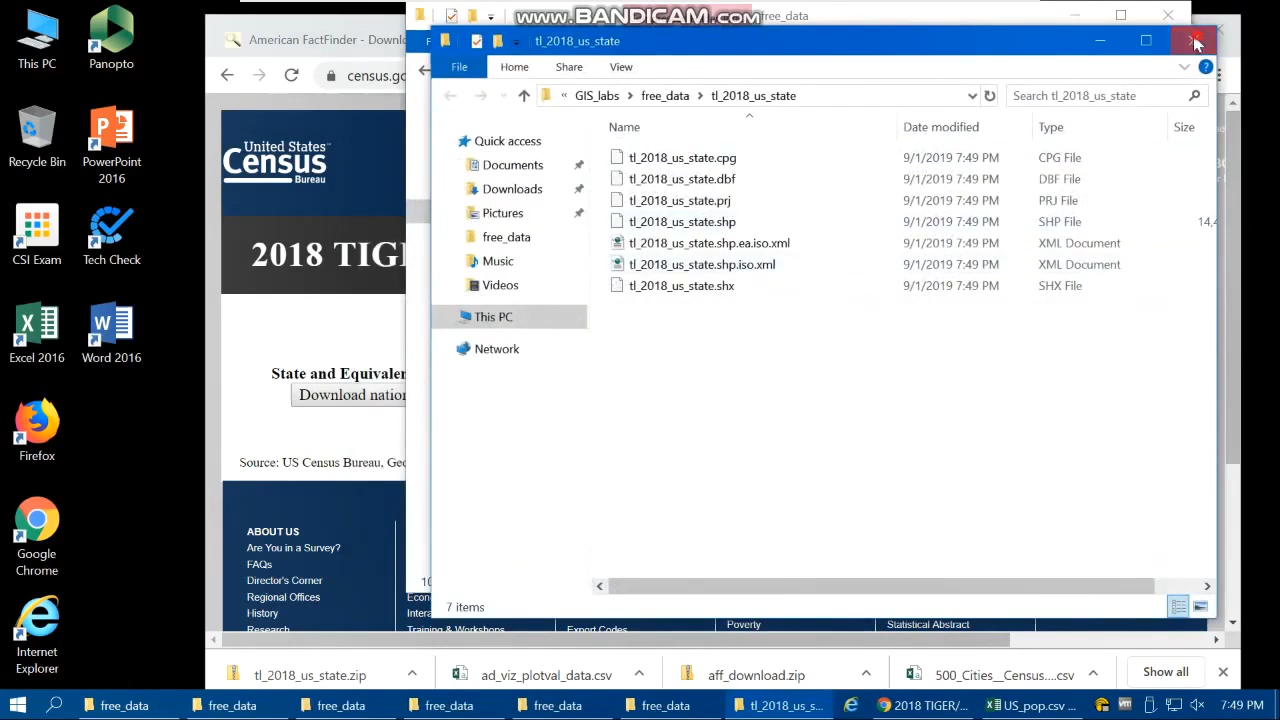 www.BANDICAM.com
free_data
This PC
Panopto
Recycle Bin
PowerPoint
2016
CSI Exam
Tech Check
Excel 2016
Word 2016
Firefox
Google
Chrome
Internet
Explorer
American FactFinder - Downlo
census.go
United States
Census
Bureau
2018 TIGE
State and Equivalen
Download nation
Source: US Census Bureau, Geo
ABOUT US
Are You in a Survey?
FAQs
Director's Corner
Regional Offices
History
Research
10
Training & Workshops
Export Codes
Poverty
Statistical Abstract
tl_2018_us_state
File
Home
Share
View
« GIS_labs › free_data › tl_2018_us_state
Search tl_2018_us_state
Name
Date modified
Type
Size
Quick access
Documents
Downloads
Pictures
free_data
Music
Videos
This PC
Network
tl_2018_us_state.cpg 9/1/2019 7:49 PM CPG File
tl_2018_us_state.dbf 9/1/2019 7:49 PM DBF File
tl_2018_us_state.prj 9/1/2019 7:49 PM PRJ File
tl_2018_us_state.shp 9/1/2019 7:49 PM SHP File 14,4
tl_2018_us_state.shp.ea.iso.xml 9/1/2019 7:49 PM XML Document
tl_2018_us_state.shp.iso.xml 9/1/2019 7:49 PM XML Document
tl_2018_us_state.shx 9/1/2019 7:49 PM SHX File
7 items
tl_2018_us_state.zip
ad_viz_plotval_data.csv
aff_download.zip
500_Cities__Census....csv
Show all
free_data
free_data
free_data
free_data
free_data
free_data
tl_2018_us_s...
2018 TIGER/...
US_pop.csv ...
7:49 PM